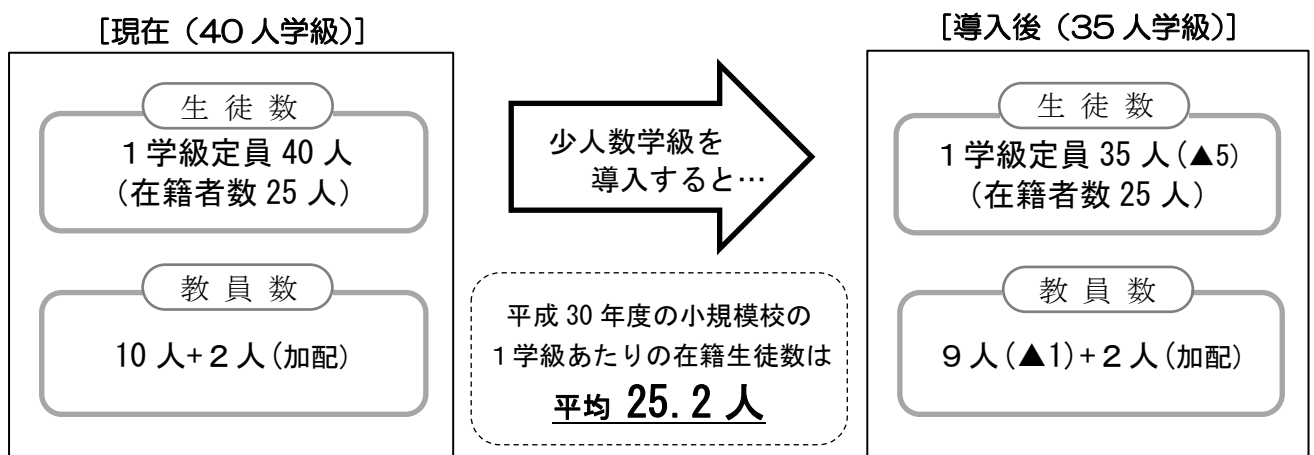 [現在（40人学級）]
生徒数
1学級定員 40 人
(在籍者数 25 人)
教員数
10 人+２人(加配)
少人数学級を
導入すると…
平成 30 年度の小規模校の
1学級あたりの在籍生徒数は
平均 25.2 人
[導入後（35人学級）]
生徒数
1学級定員 35 人(▲5)
(在籍者数 25 人)
教員数
9 人(▲1)+２人(加配)